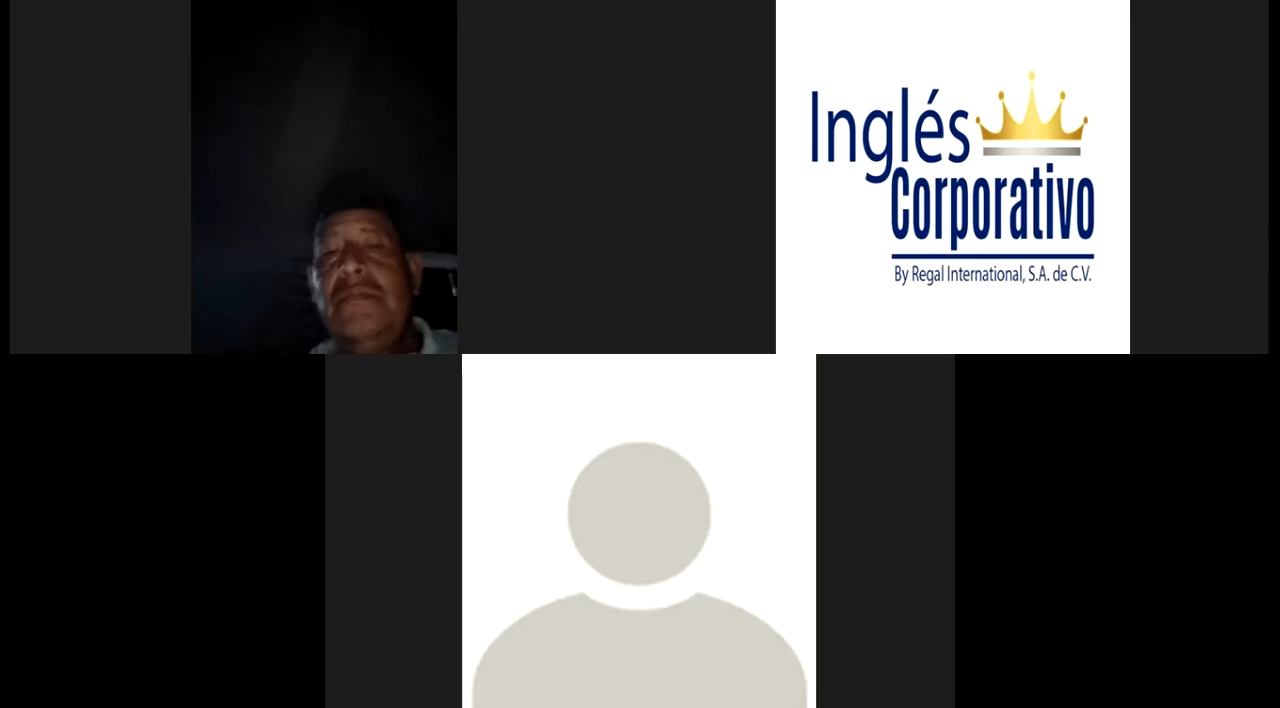 Inglés
Corporativo
By Regal International, S.A. de C.V.